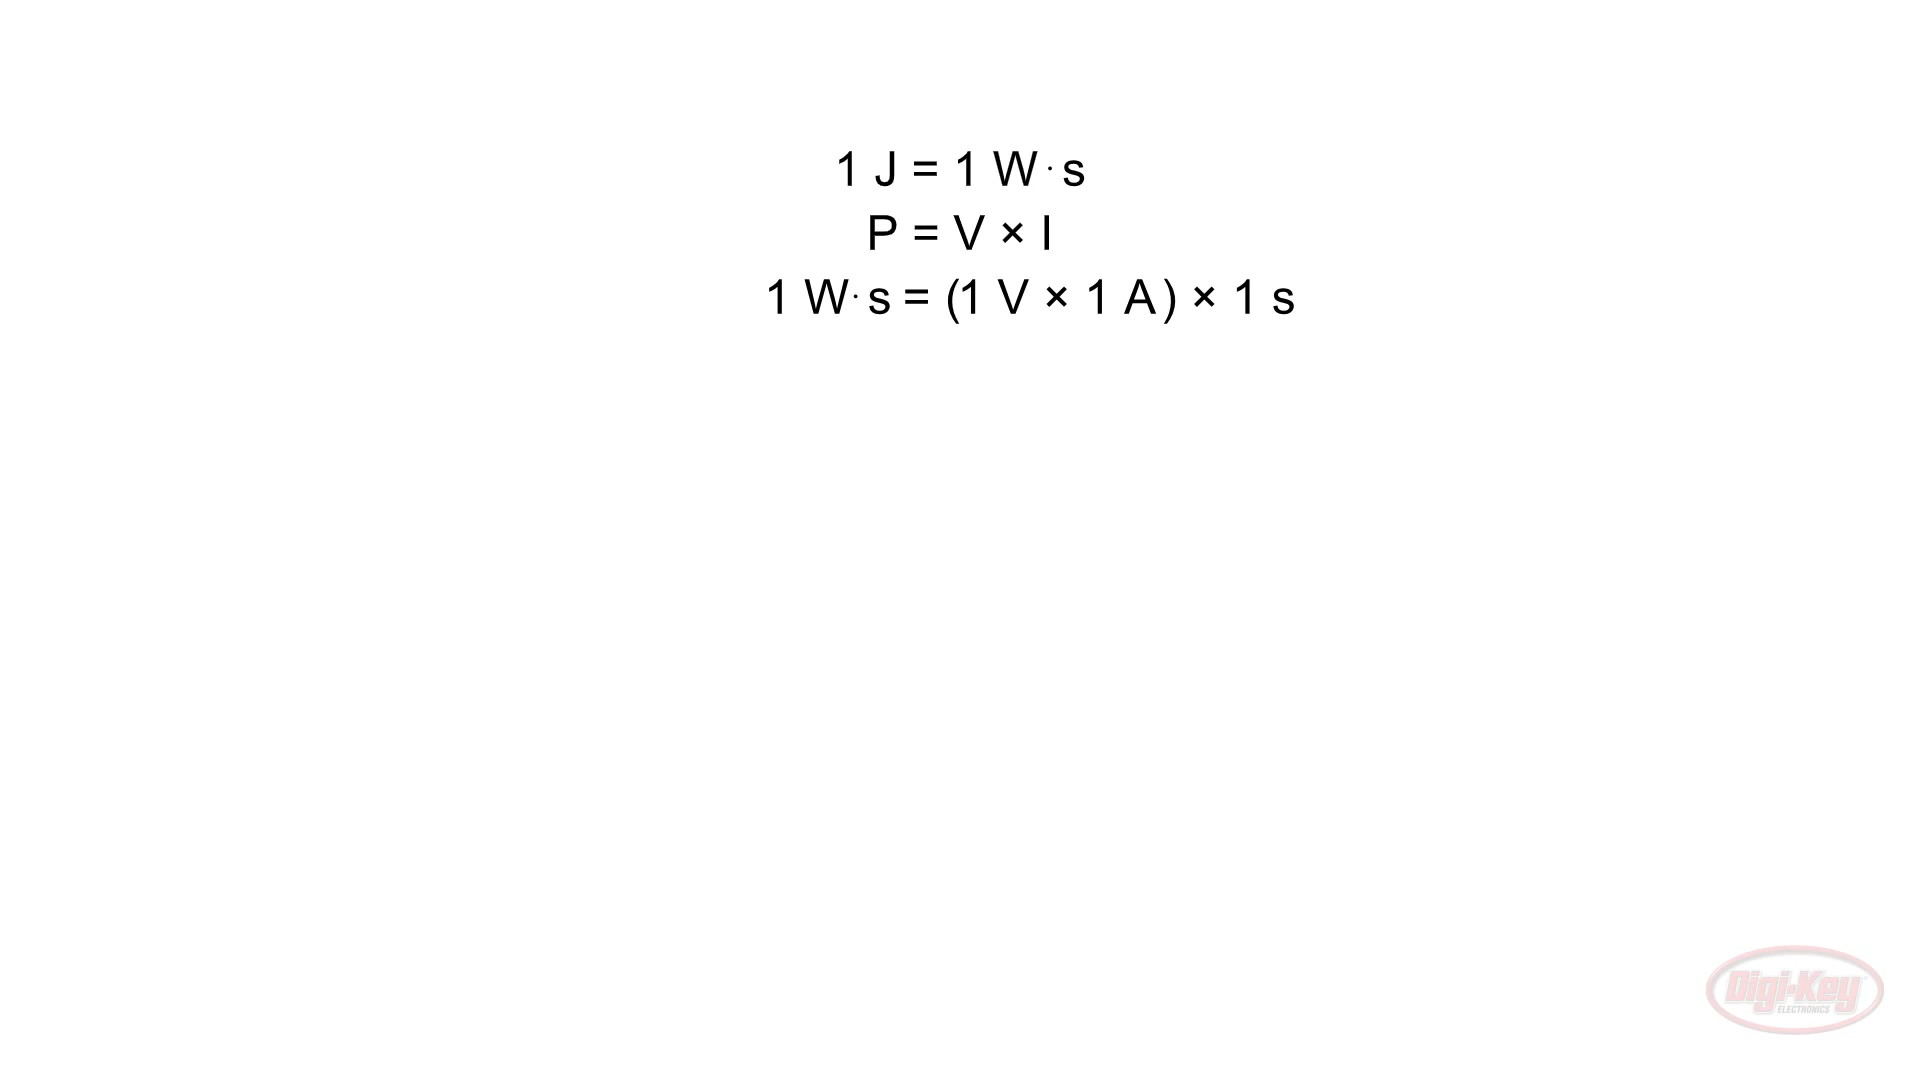 1 J = 1 W · s
P = V × I
1 W · s = (1 V × 1 A) × 1 s
Digi-Key
ELECTRONICS